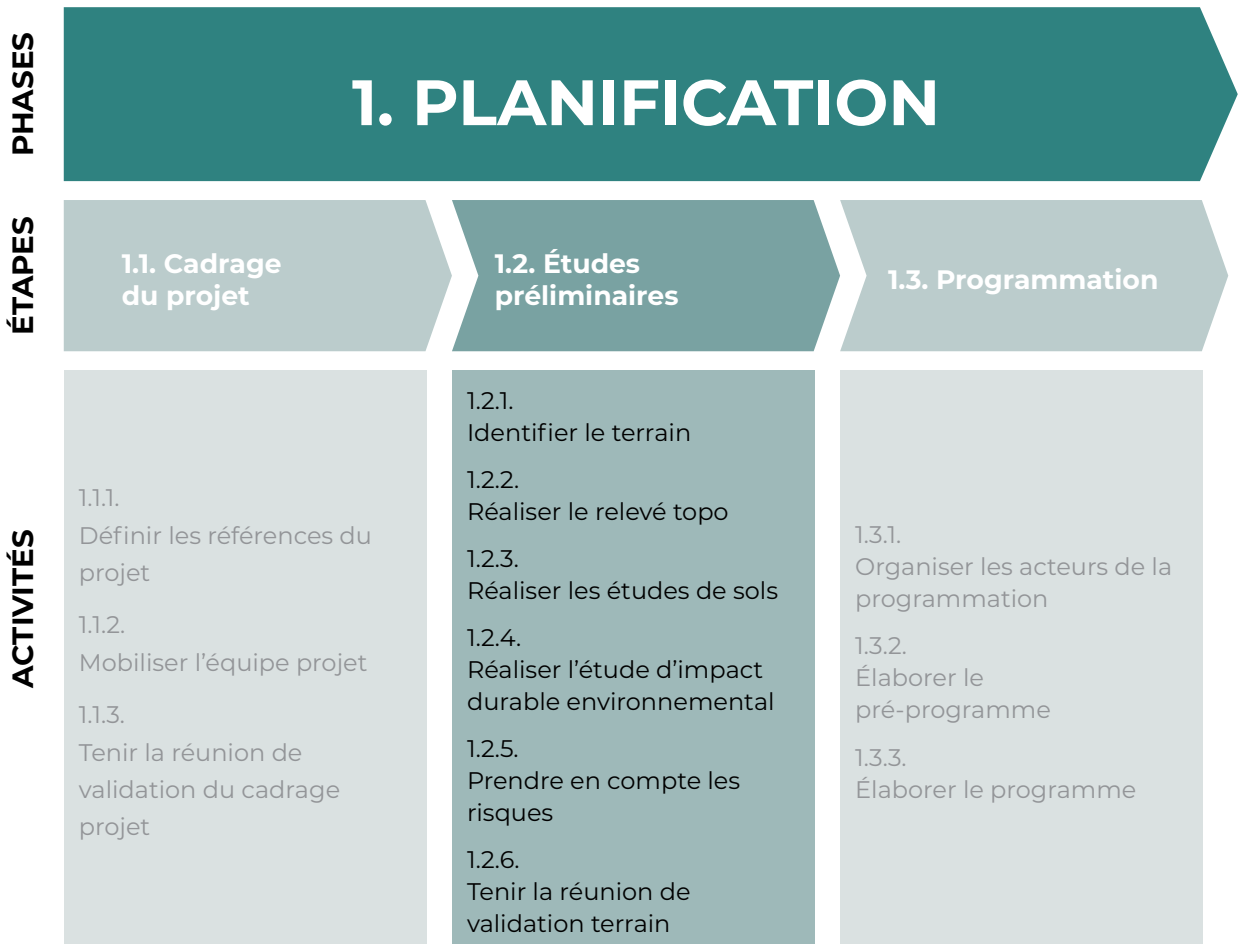 PHASES
1. PLANIFICATION
ÉTAPES
1.1. Cadrage
du projet
1.2. Études
préliminaires
1.3. Programmation
ACTIVITÉS
1.1.1.
Définir les références du
projet
1.1.2.
Mobiliser l’équipe projet
1.1.3.
Tenir la réunion de
validation du cadrage
projet
1.2.1.
Identifier le terrain
1.2.2.
Réaliser le relevé topo
1.2.3.
Réaliser les études de sols
1.2.4.
Réaliser l’étude d’impact
durable environnemental
1.2.5.
Prendre en compte les
risques
1.2.6.
Tenir la réunion de
validation terrain
1.3.1.
Organiser les acteurs de la
programmation
1.3.2.
Élaborer le
pré-programme
1.3.3.
Élaborer le programme